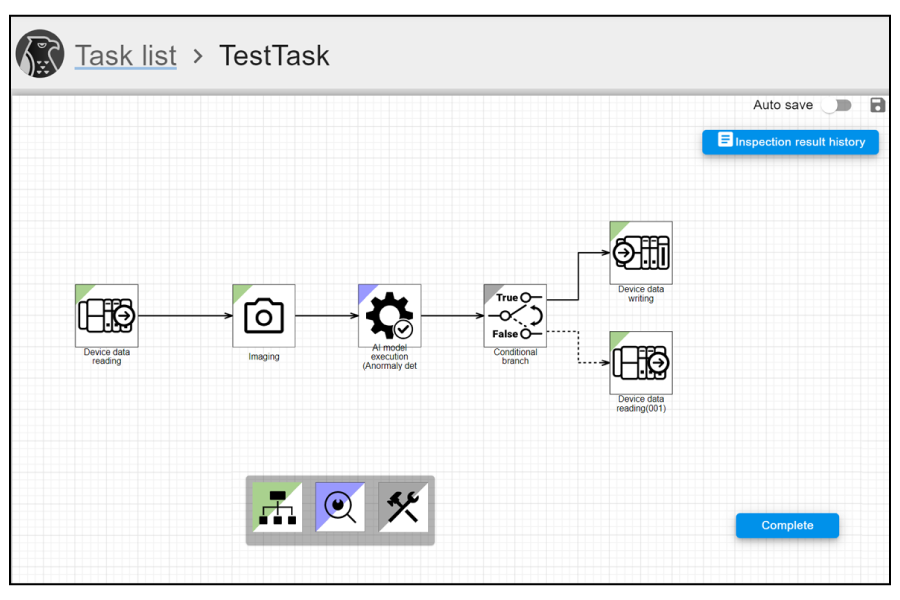 Task list > TestTask
Auto save
Inspection result history
Device data
reading
Imaging
AI model
execution
(Anormaly det
True
False
Conditional
branch
Device data
writing
Device data
reading(001)
Complete